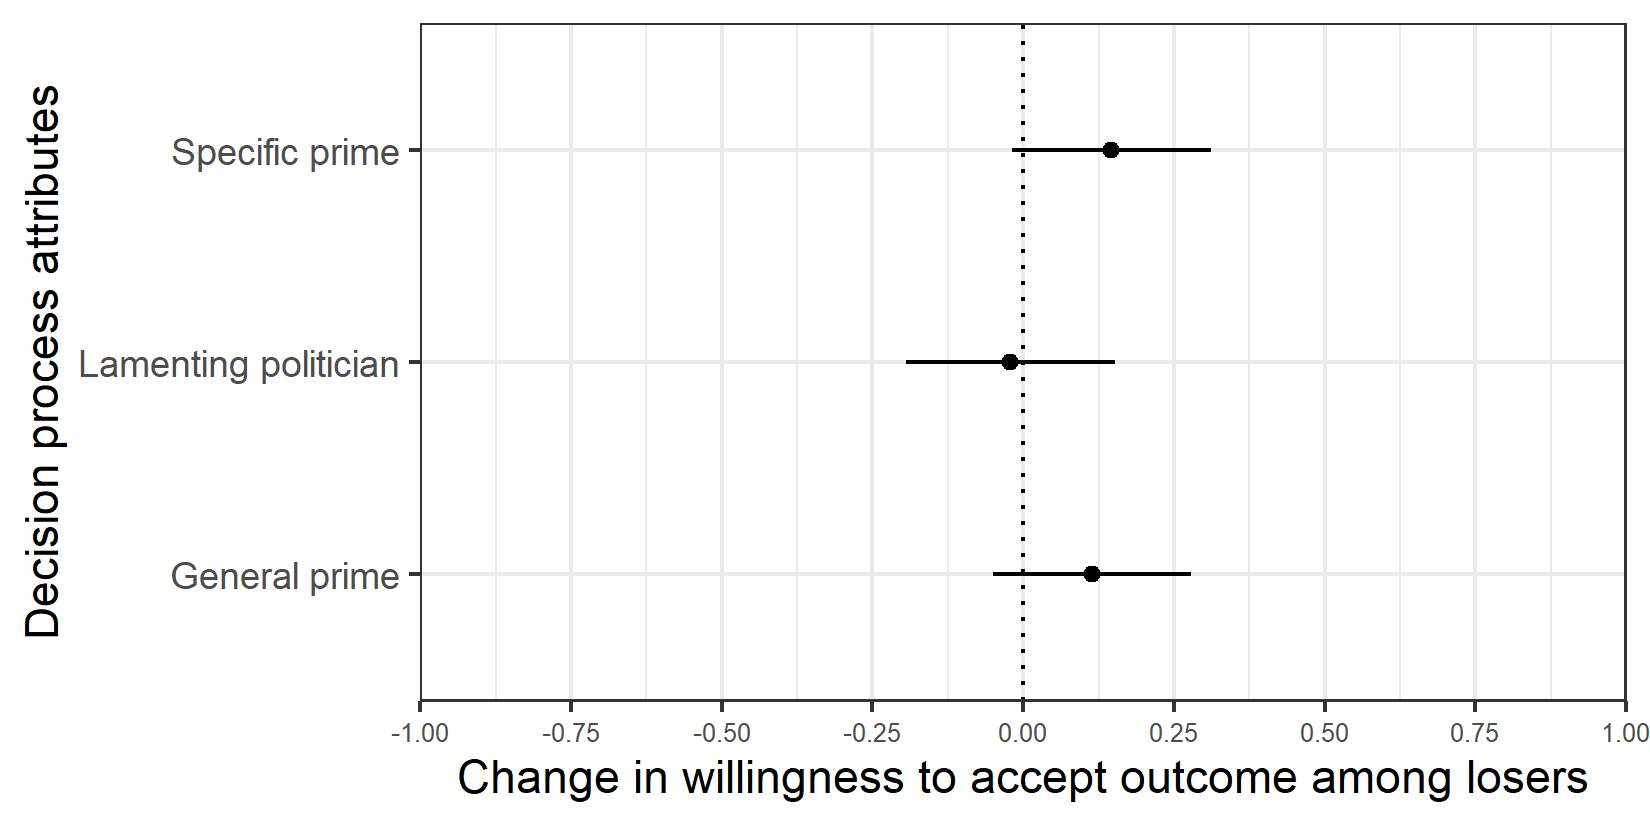 Decision process attributes
Specific prime
Lamenting politician
General prime
-1.00 -0.75 -0.50 -0.25 0.00 0.25 0.50 0.75 1.00
Change in willingness to accept outcome among losers